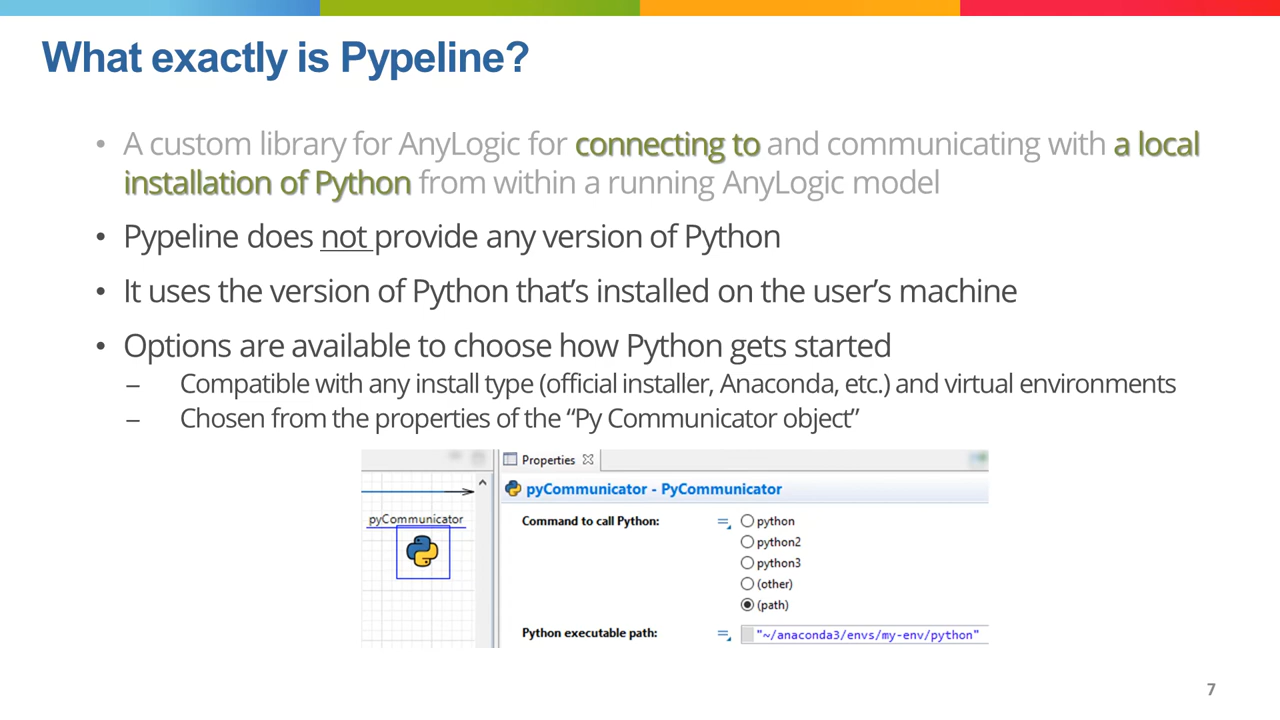 What exactly is Pypeline?
• A custom library for AnyLogic for connecting to and communicating with a local
installation of Python from within a running AnyLogic model
• Pypeline does not provide any version of Python
• It uses the version of Python that’s installed on the user’s machine
• Options are available to choose how Python gets started
– Compatible with any install type (official installer, Anaconda, etc.) and virtual environments
– Chosen from the properties of the “Py Communicator object”
pyCommunicator
Properties
pyCommunicator - PyCommunicator
Command to call Python:
python
python2
python3
(other)
(path)
Python executable path:
"~/anaconda3/envs/my-env/python"
7